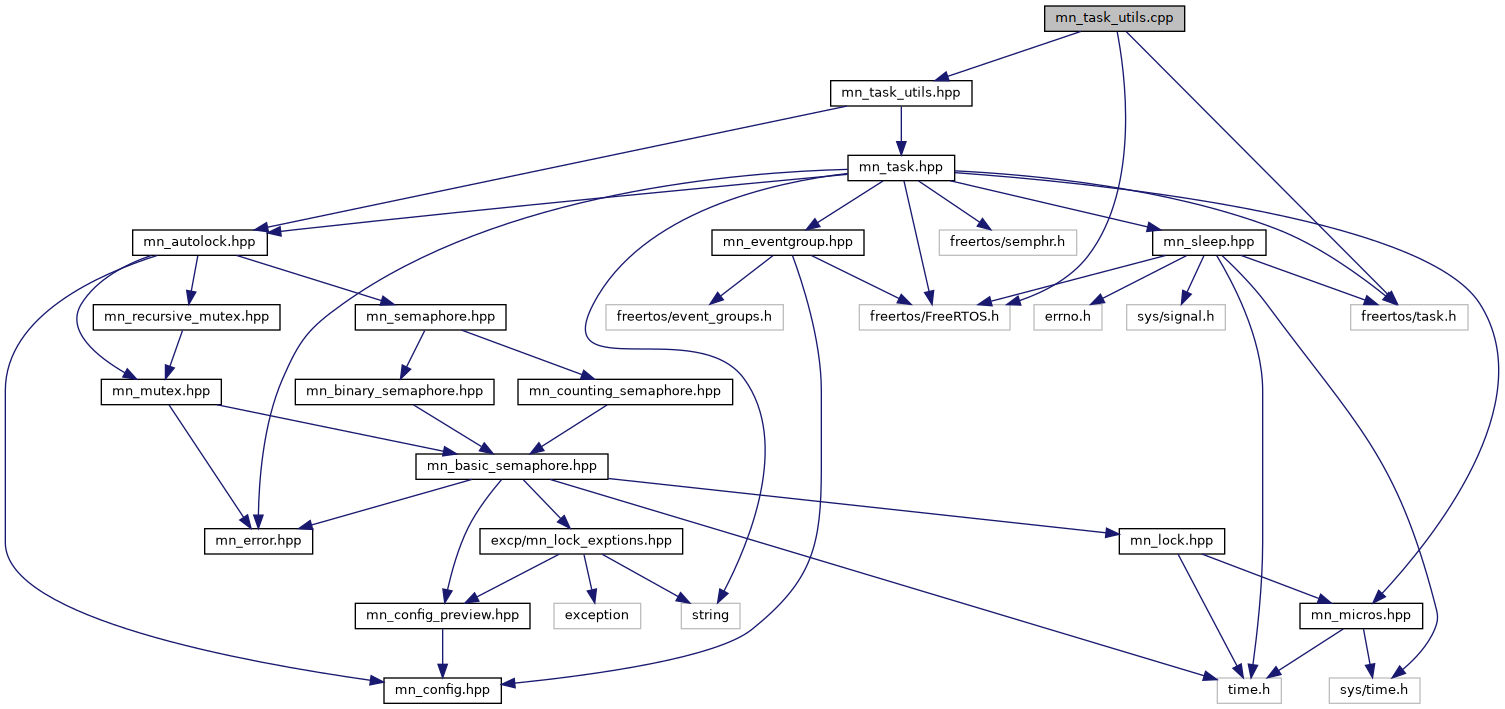 mn_task_utils.cpp
mn_task_utils.hpp
mn_task.hpp
mn_autolock.hpp
mn_eventgroup.hpp
freertos/semphr.h
mn_sleep.hpp
mn_recursive_mutex.hpp
mn_semaphore.hpp
freertos/event_groups.h
freertos/FreeRTOS.h
errno.h
sys/signal.h
freertos/task.h
mn_mutex.hpp
mn_binary_semaphore.hpp
mn_counting_semaphore.hpp
mn_basic_semaphore.hpp
mn_error.hpp
excp/mn_lock_exptions.hpp
mn_lock.hpp
mn_config_preview.hpp
exception
string
mn_micros.hpp
mn_config.hpp
time.h
sys/time.h